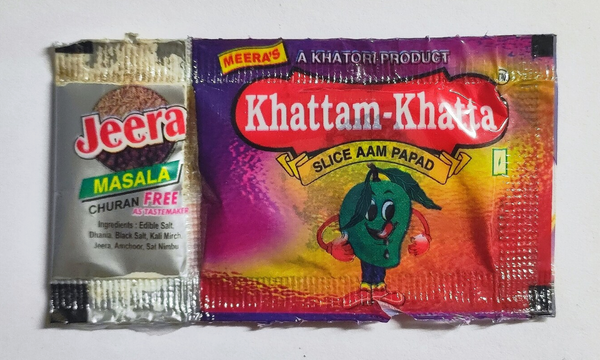 Jeera
MASALA
CHURAN FREE
AS TASTEMAKER
Ingredients : Edible Salt,
Dhania, Black Salt, Kali Mirch
Jeera, Amchoor, Sat Nimbu
MEERA'S
A KHATORI PRODUCT
Khattam-Khatta
SLICE AAM PAPAD